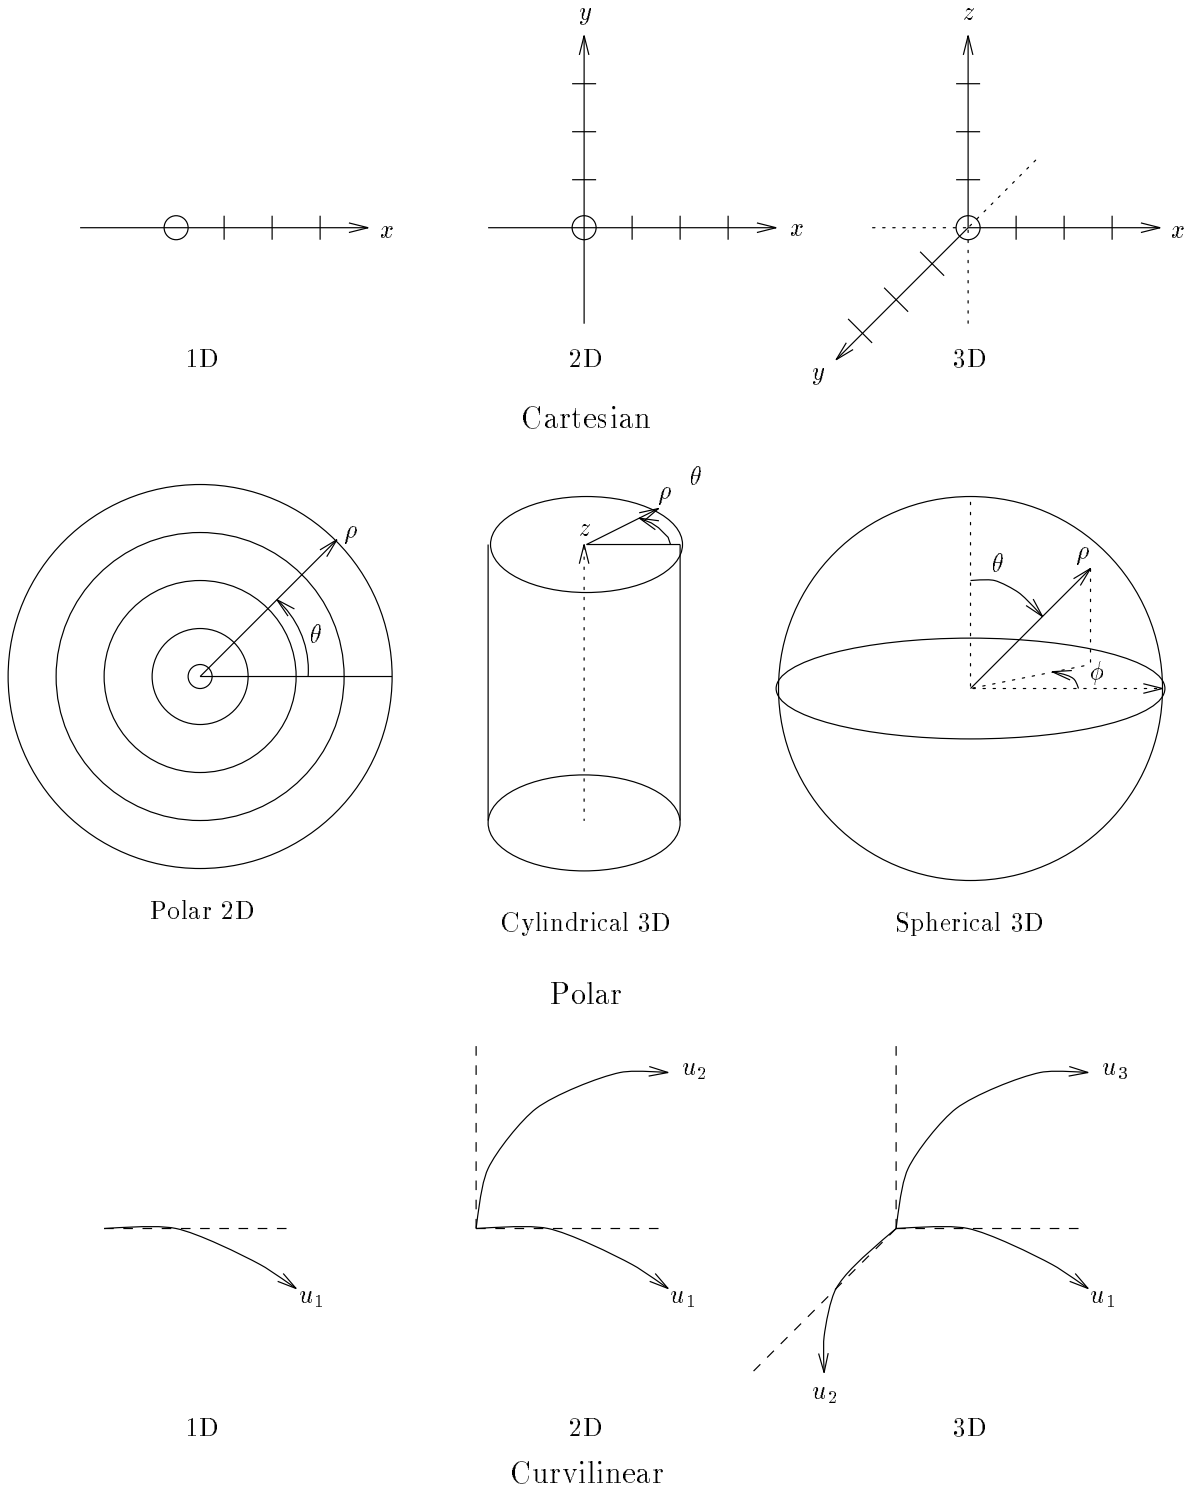 y
z
x
x
x
y
1D
2D
3D
Cartesian
ρ
θ
z
ρ
θ
θ
ρ
ϕ
Polar 2D
Cylindrical 3D
Spherical 3D
Polar
u₁
u₂
u₁
u₃
u₁
u₂
1D
2D
3D
Curvilinear